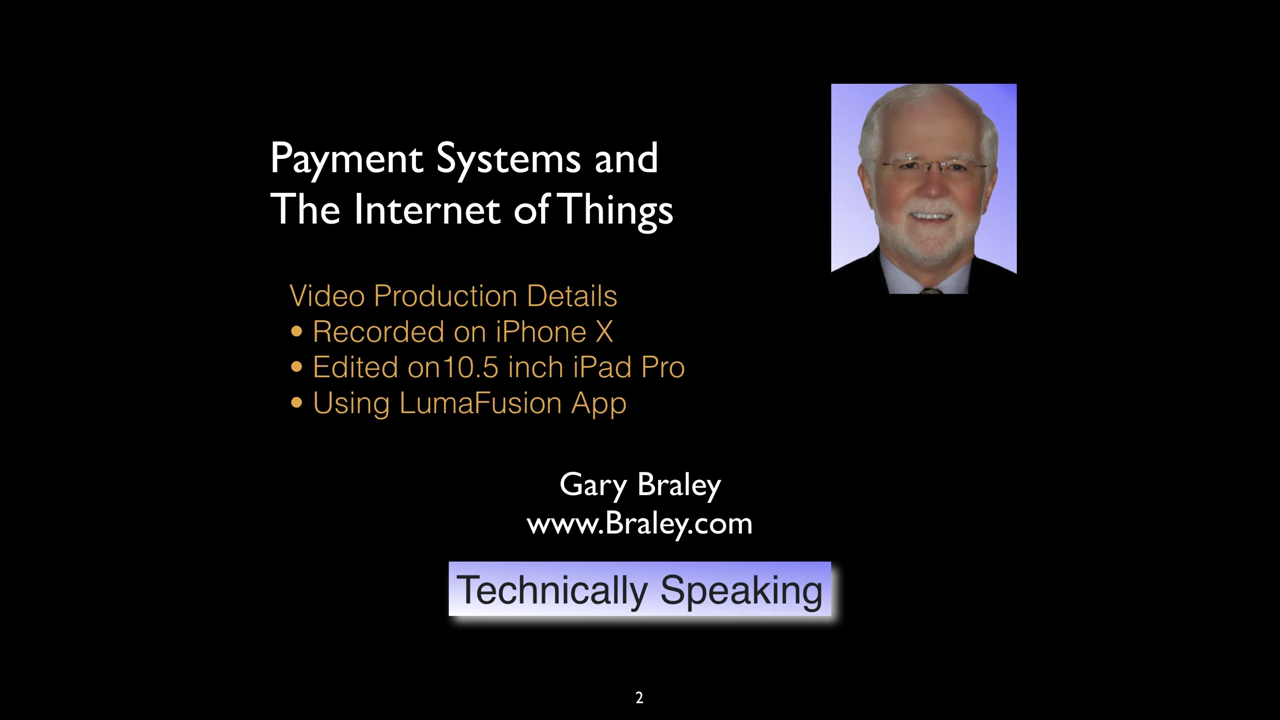 Payment Systems and
The Internet of Things
Video Production Details
• Recorded on iPhone X
• Edited on10.5 inch iPad Pro
• Using LumaFusion App
Gary Braley
www.Braley.com
Technically Speaking
2